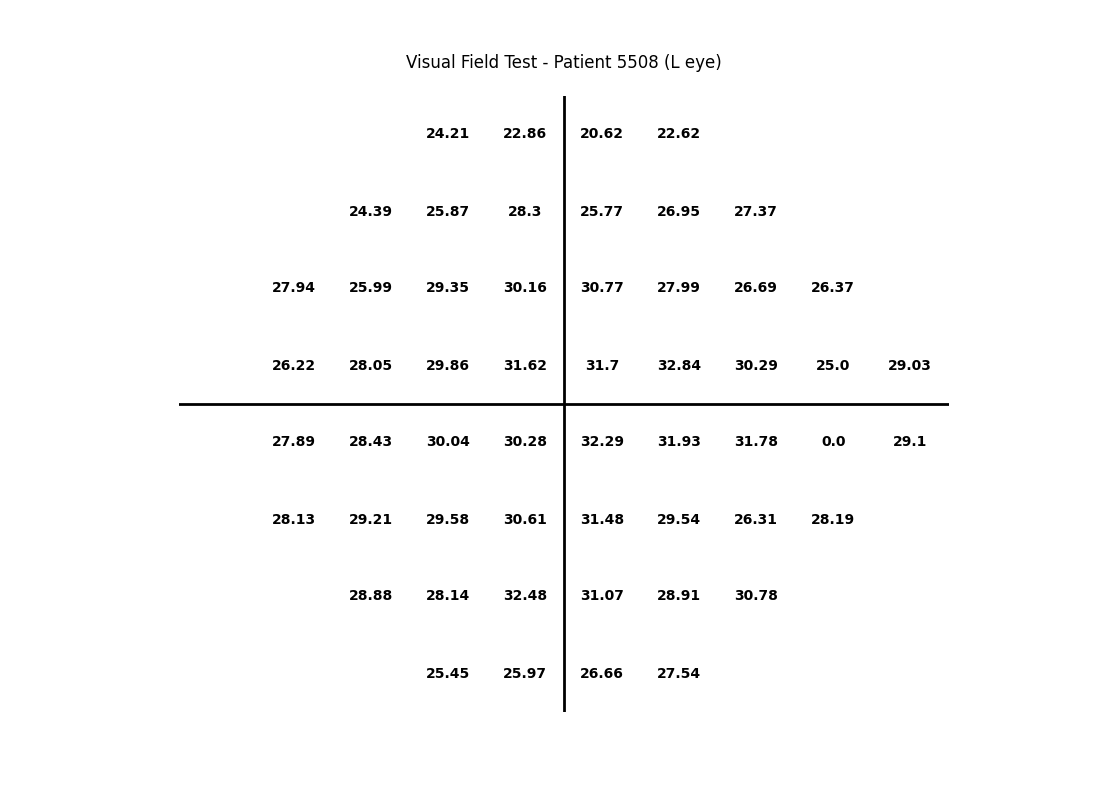 Visual Field Test - Patient 5508 (L eye)
24.21 22.86 20.62 22.62
24.39 25.87 28.3 25.77 26.95 27.37
27.94 25.99 29.35 30.16 30.77 27.99 26.69 26.37
26.22 28.05 29.86 31.62 31.7 32.84 30.29 25.0 29.03
27.89 28.43 30.04 30.28 32.29 31.93 31.78 0.0 29.1
28.13 29.21 29.58 30.61 31.48 29.54 26.31 28.19
28.88 28.14 32.48 31.07 28.91 30.78
25.45 25.97 26.66 27.54